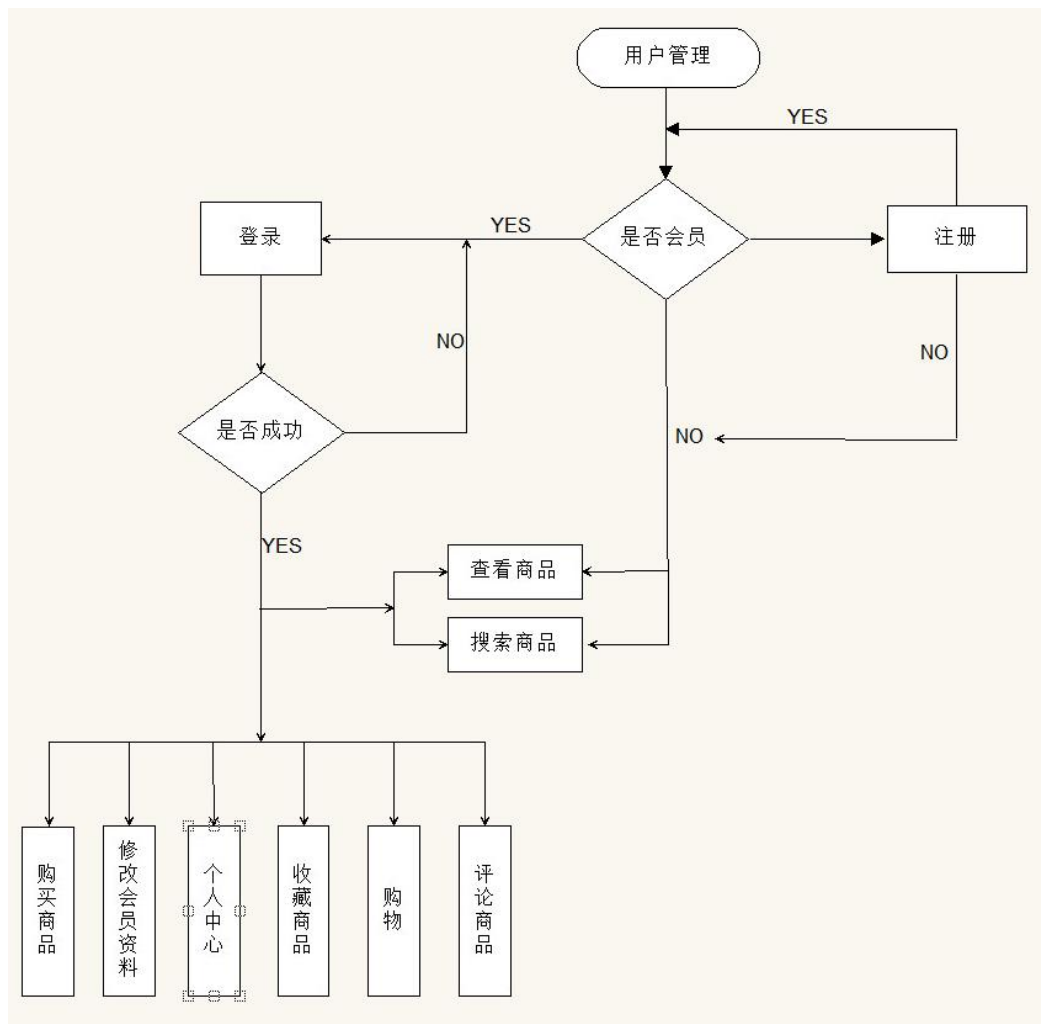 用户管理
YES
YES
登录
是否会员
注册
NO
NO
是否成功
NO
YES
查看商品
搜索商品
购买商品
修改会员资料
个人中心
收藏商品
购物
评论商品